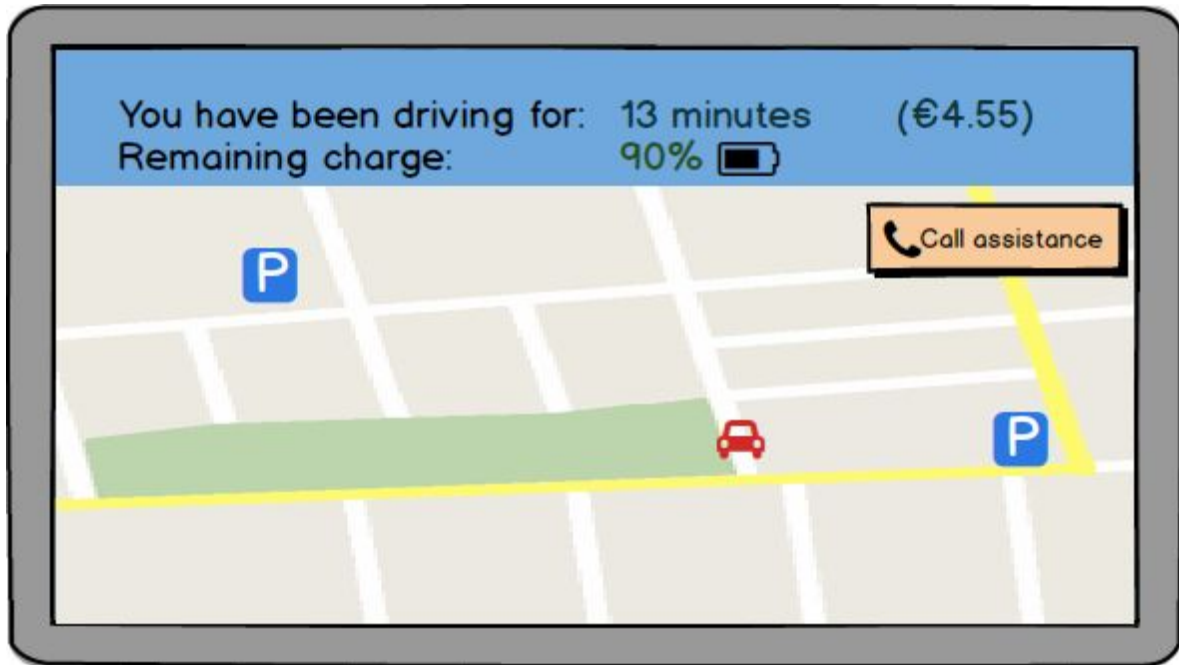 You have been driving for: 13 minutes (€4.55)
Remaining charge: 90%
Call assistance
P
P